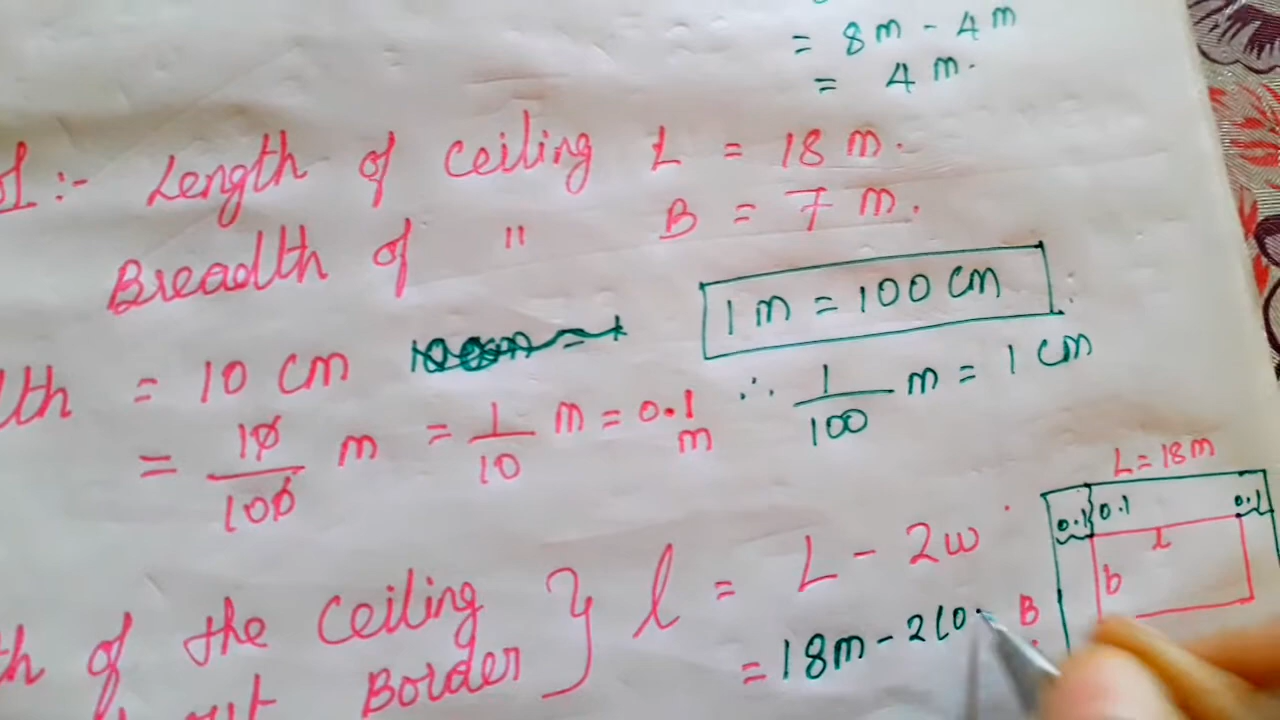 = 8m - 4m
= 4 m.
Length of ceiling L = 18 m.
Breadth of " B = 7 m.
1 m = 100 cm
= 10 cm
= 10/100 m = 1/10 m = 0.1 m
∴ 1/100 m = 1 cm
L = 18m
0.1 0.1 0.1
l
b
B
of the ceiling } l = L - 2w
Border
= 18m - 2(0.